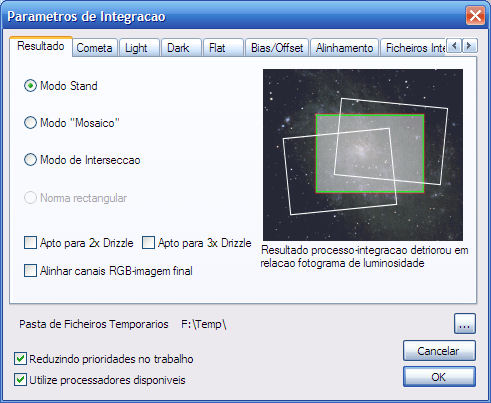 Parametros de Integracao
Resultado Cometa Light Dark Flat Bias/Offset Alinhamento Ficheiros Inte
Modo Stand
Modo "Mosaico"
Modo de Interseccao
Norma rectangular
Apto para 2x Drizzle Apto para 3x Drizzle
Alinhar canais RGB-imagem final
Resultado processo-integracao detriorou em
relacao fotograma de luminosidade
Pasta de Ficheiros Temporarios F:\Temp\
...
Reduzindo prioridades no trabalho
Cancelar
Utilize processadores disponiveis
OK